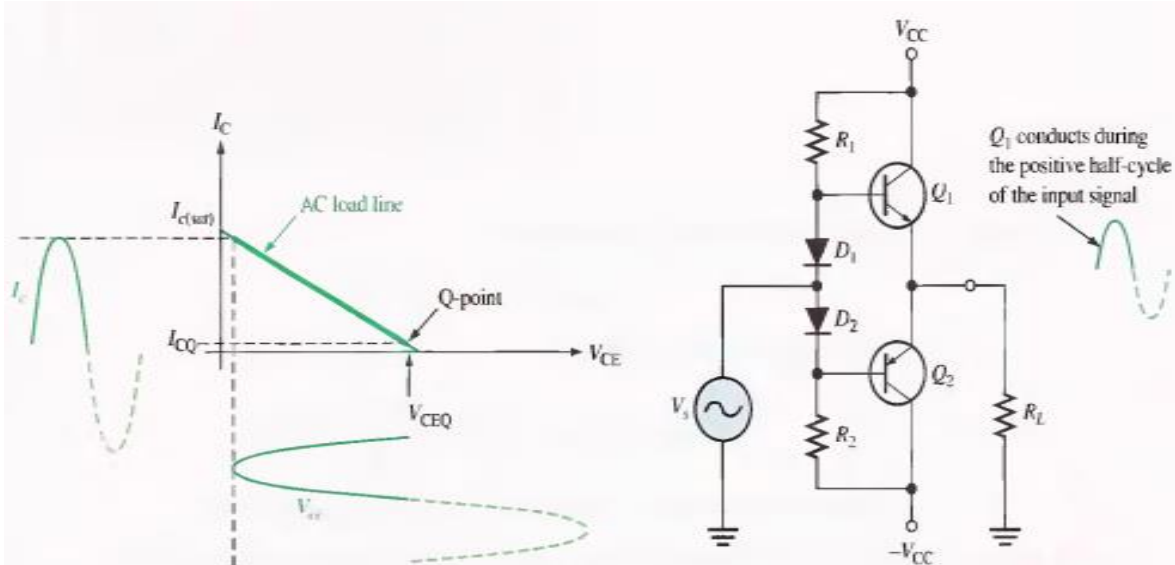 I_C
I_c(sat)
AC load line
I_c
Q-point
I_CQ
V_CE
V_CEQ
V_ce
V_CC
R_1
Q_1
D_1
D_2
Q_2
V_s
R_2
R_L
-V_CC
Q_1 conducts during
the positive half-cycle
of the input signal